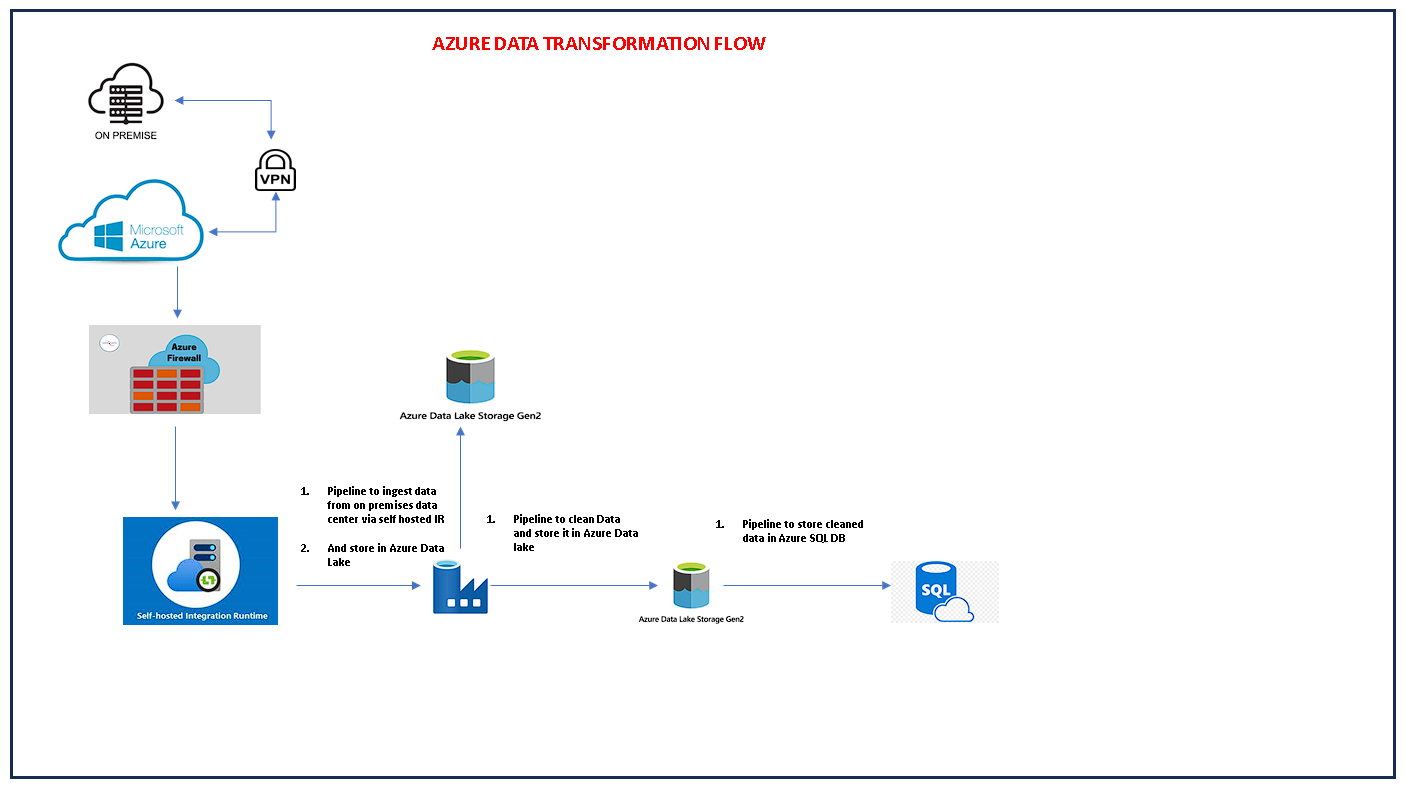 AZURE DATA TRANSFORMATION FLOW
ON PREMISE
VPN
Microsoft
Azure
Azure
Firewall
Azure Data Lake Storage Gen2
1. Pipeline to ingest data
from on premises data
center via self hosted IR
2. And store in Azure Data
Lake
1. Pipeline to clean Data
and store it in Azure Data
lake
1. Pipeline to store cleaned
data in Azure SQL DB
SQL
Self-hosted Integration Runtime
Azure Data Lake Storage Gen2